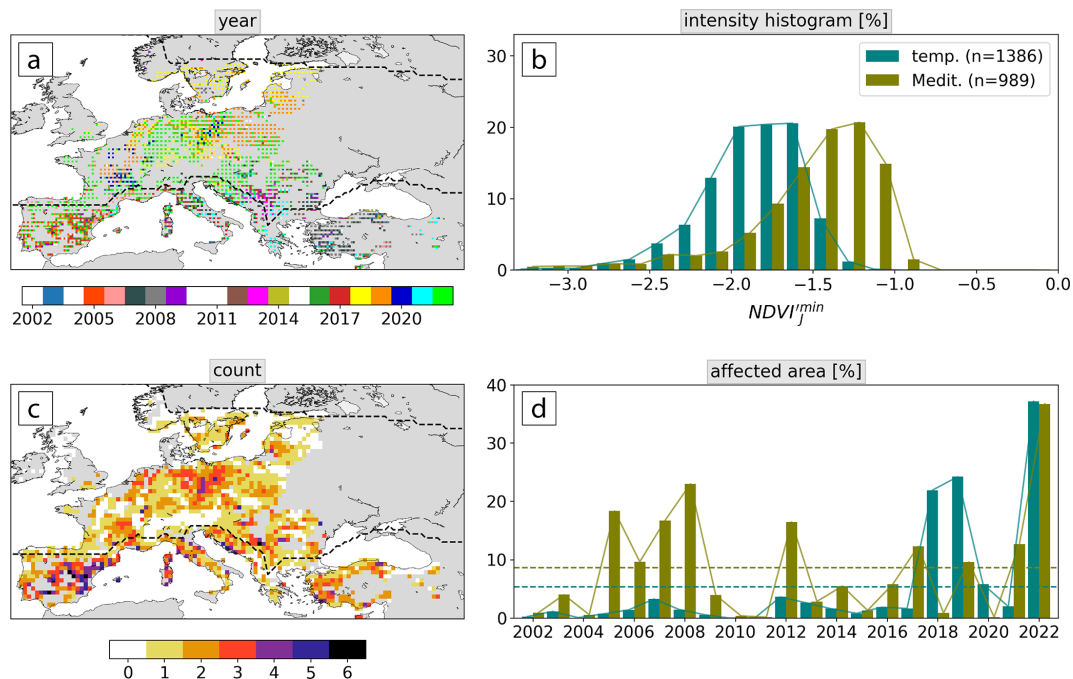 year
a
2002 2005 2008 2011 2014 2017 2020
intensity histogram [%]
b
temp. (n=1386)
Medit. (n=989)
30
20
10
0
−3.0 −2.5 −2.0 −1.5 −1.0 −0.5 0.0
NDVI′ᵐⁱⁿ_J
count
c
0 1 2 3 4 5 6
affected area [%]
d
40
30
20
10
0
2002 2004 2006 2008 2010 2012 2014 2016 2018 2020 2022